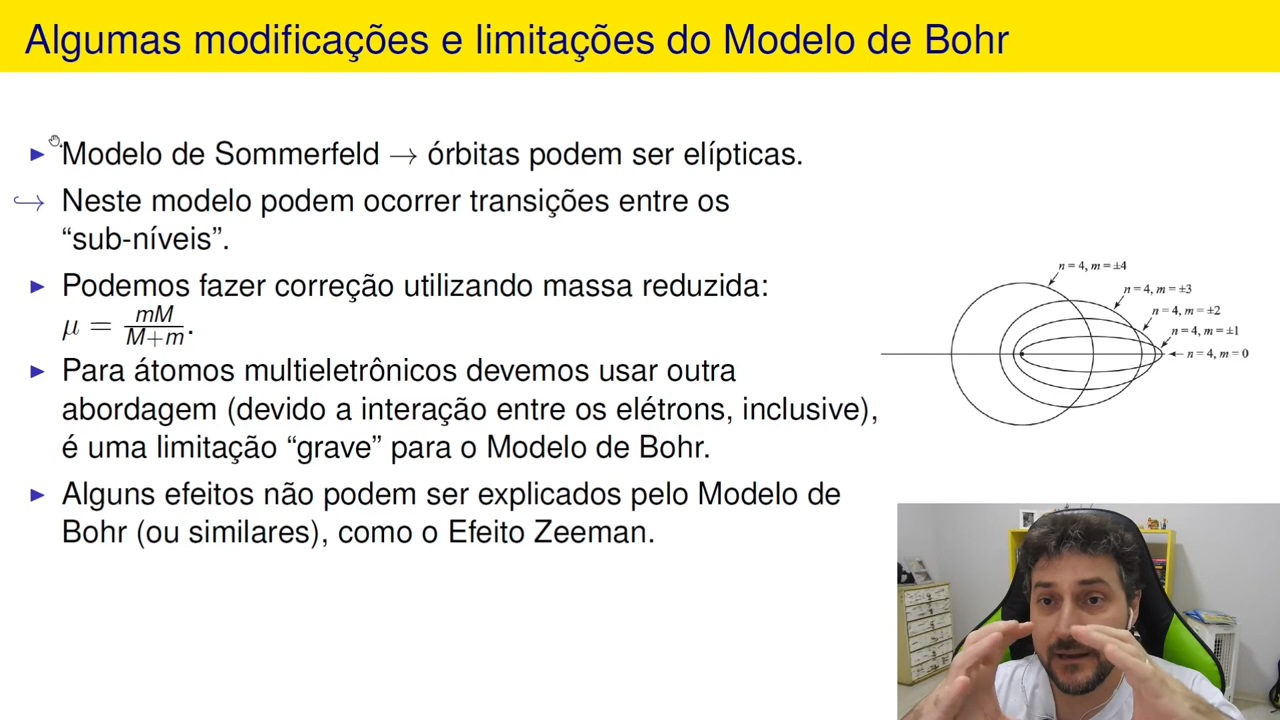 Algumas modificações e limitações do Modelo de Bohr
▶ Modelo de Sommerfeld → órbitas podem ser elípticas.
↪ Neste modelo podem ocorrer transições entre os
“sub-níveis”.
▶ Podemos fazer correção utilizando massa reduzida:
μ = mM/M+m.
▶ Para átomos multieletrônicos devemos usar outra
abordagem (devido a interação entre os elétrons, inclusive),
é uma limitação “grave” para o Modelo de Bohr.
▶ Alguns efeitos não podem ser explicados pelo Modelo de
Bohr (ou similares), como o Efeito Zeeman.
n = 4, m = ±4
n = 4, m = ±3
n = 4, m = ±2
n = 4, m = ±1
n = 4, m = 0